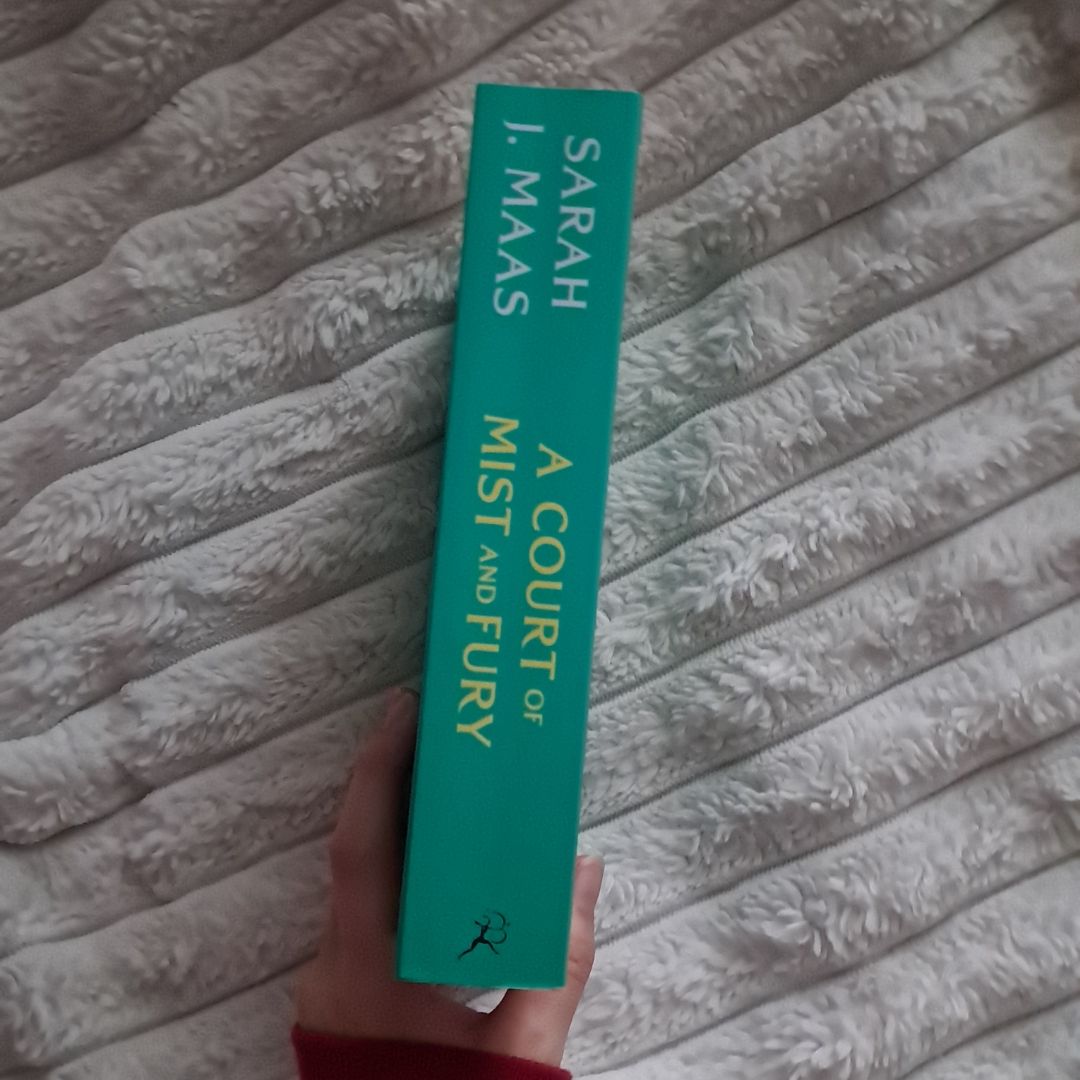 SARAH
J. MAAS
A COURT OF
MIST AND FURY